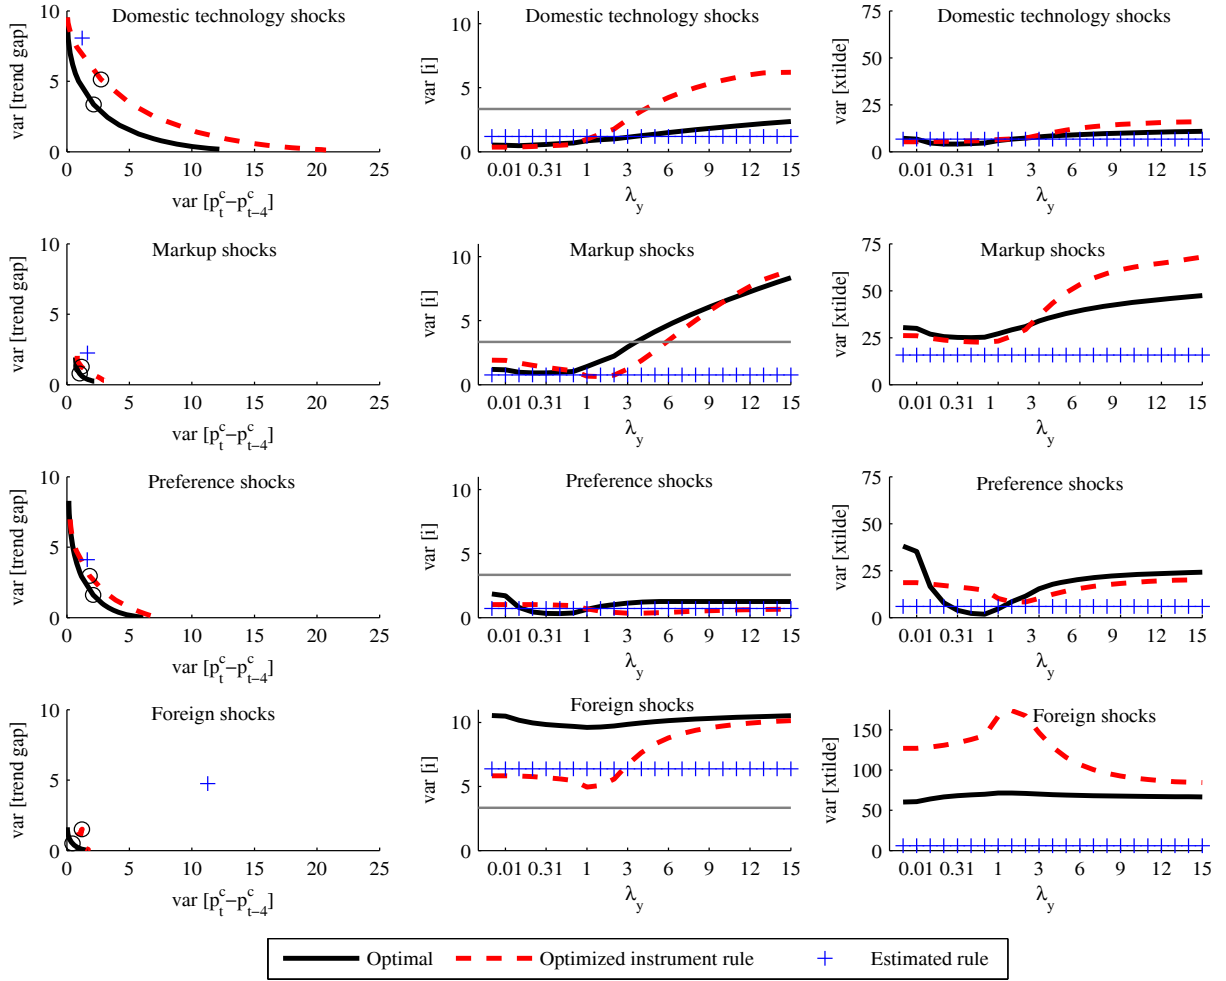 Domestic technology shocks
var [trend gap]
10
5
0
0 5 10 15 20 25
var [p_t^c−p_{t−4}^c]
Domestic technology shocks
var [i]
10
5
0
0.01 0.31 1 3 6 9 12 15
λ_y
Domestic technology shocks
var [xtilde]
75
50
25
0
0.01 0.31 1 3 6 9 12 15
λ_y
Markup shocks
var [trend gap]
10
5
0
0 5 10 15 20 25
var [p_t^c−p_{t−4}^c]
Markup shocks
var [i]
10
5
0
0.01 0.31 1 3 6 9 12 15
λ_y
Markup shocks
var [xtilde]
75
50
25
0
0.01 0.31 1 3 6 9 12 15
λ_y
Preference shocks
var [trend gap]
10
5
0
0 5 10 15 20 25
var [p_t^c−p_{t−4}^c]
Preference shocks
var [i]
10
5
0
0.01 0.31 1 3 6 9 12 15
λ_y
Preference shocks
var [xtilde]
75
50
25
0
0.01 0.31 1 3 6 9 12 15
λ_y
Foreign shocks
var [trend gap]
10
5
0
0 5 10 15 20 25
var [p_t^c−p_{t−4}^c]
Foreign shocks
var [i]
10
5
0
0.01 0.31 1 3 6 9 12 15
λ_y
Foreign shocks
var [xtilde]
150
100
50
0
0.01 0.31 1 3 6 9 12 15
λ_y
Optimal Optimized instrument rule Estimated rule